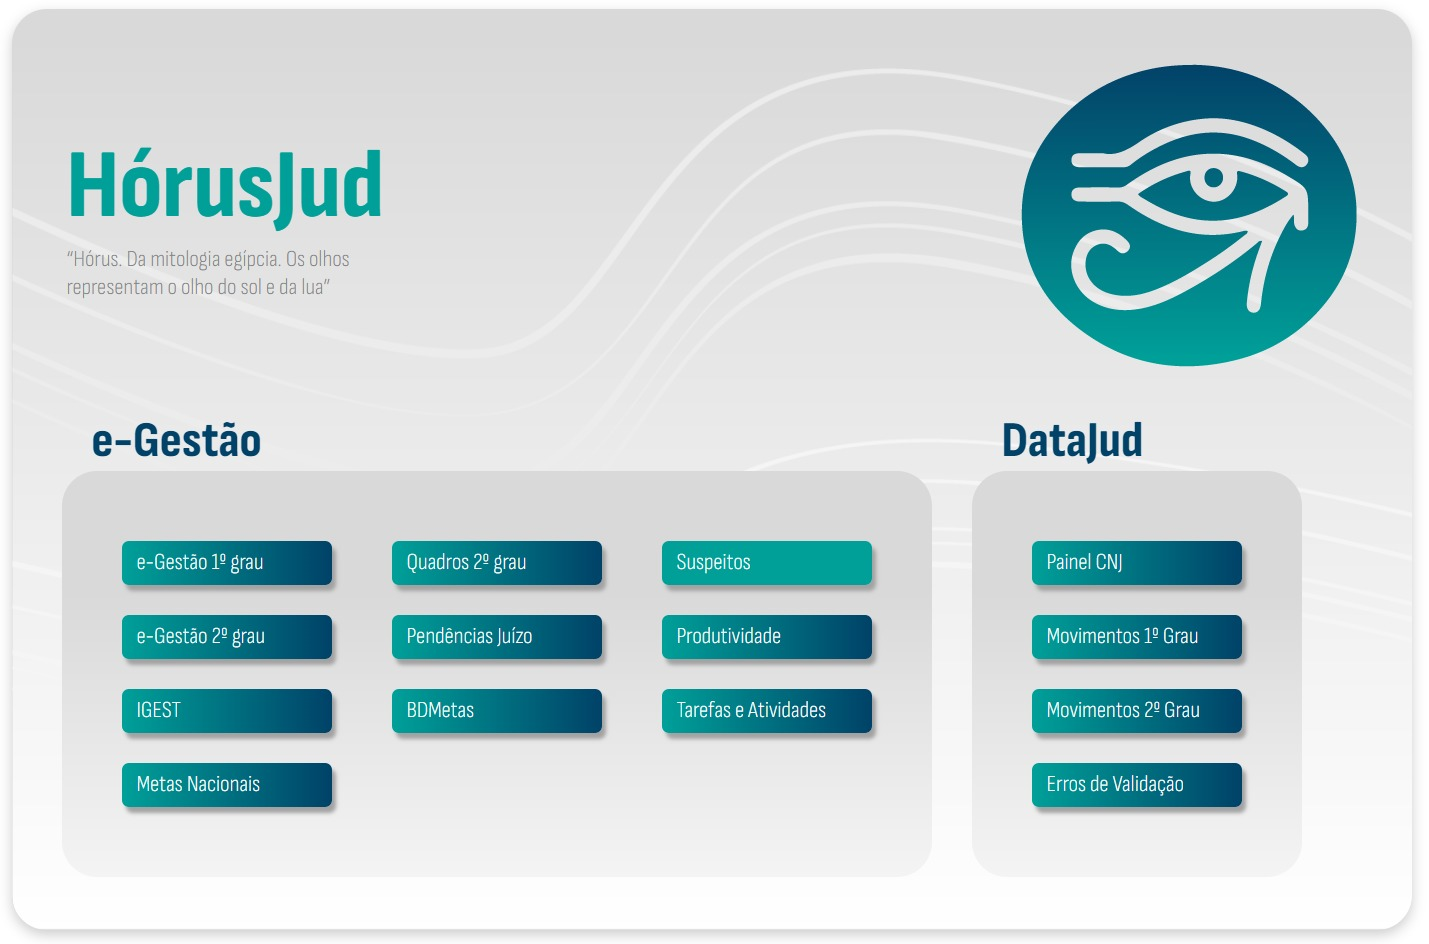 HórusJud
“Hórus. Da mitologia egípcia. Os olhos
representam o olho do sol e da lua”
e-Gestão
e-Gestão 1º grau
e-Gestão 2º grau
IGEST
Metas Nacionais
Quadros 2º grau
Pendências Juízo
BDMetas
Suspeitos
Produtividade
Tarefas e Atividades
DataJud
Painel CNJ
Movimentos 1º Grau
Movimentos 2º Grau
Erros de Validação